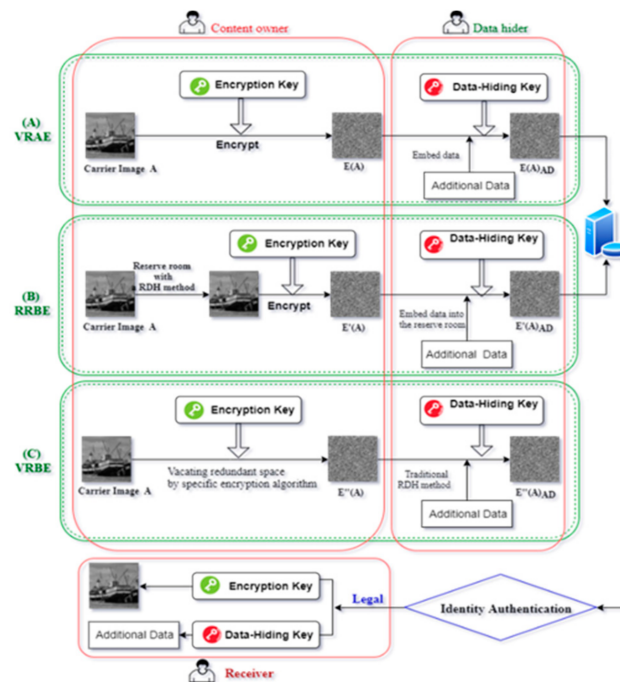 Content owner
Data hider
(A)
VRAE
Encryption Key
Data-Hiding Key
Encrypt
Embed data
Carrier Image A
E(A)
E(A)AD
Additional Data
(B)
RRBE
Encryption Key
Data-Hiding Key
Reserve room
with
RDH method
Encrypt
Embed data into
the reserve room
Carrier Image A
E'(A)
E'(A)AD
Additional Data
(C)
VRBE
Encryption Key
Data-Hiding Key
Vacating redundant space
by specific encryption algorithm
Traditional
RDH method
Carrier Image A
E''(A)
E''(A)AD
Additional Data
Encryption Key
Legal
Identity Authentication
Additional Data
Data-Hiding Key
Receiver